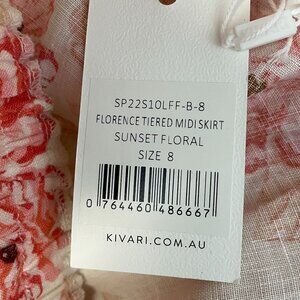 SP22S10LFF-B-8
FLORENCE TIERED MIDI SKIRT
SUNSET FLORAL
SIZE 8
0 764460 486667
KIVARI.COM.AU